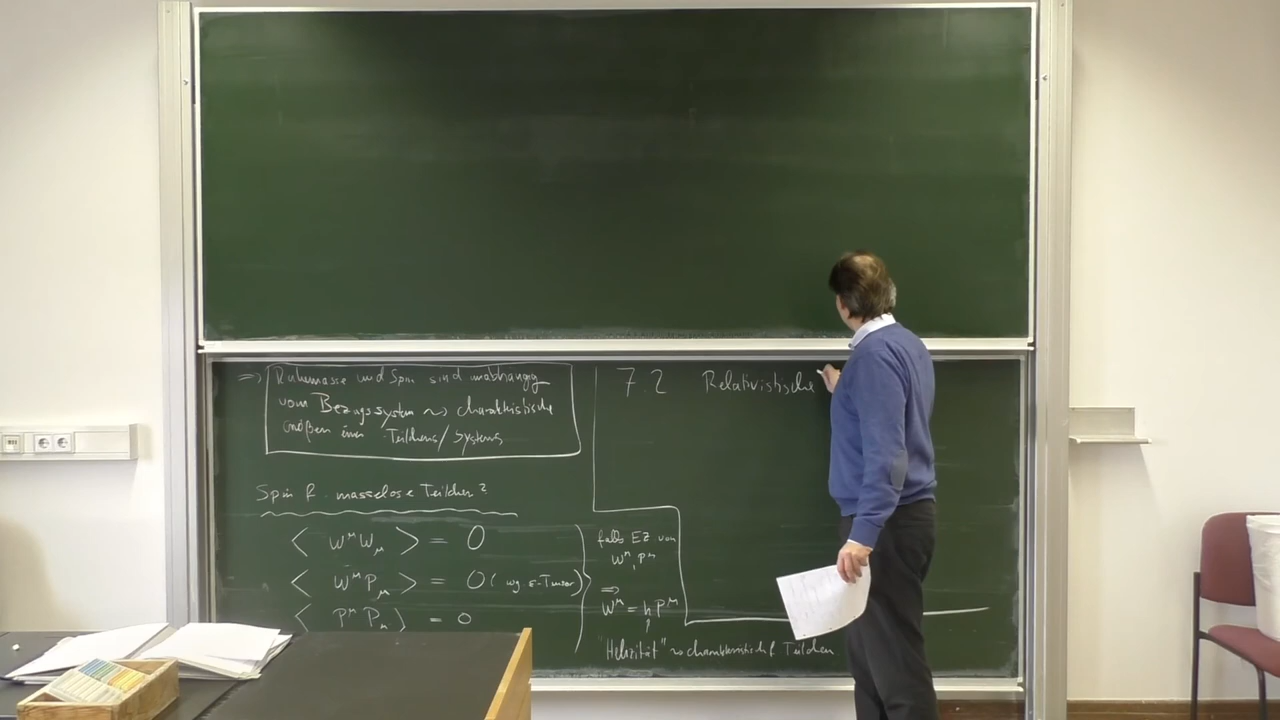 => Ruhemasse und Spin sind unabhängig
vom Bezugssystem ~> charakteristische
Größen eines Teilchens/Systems
Spin f. masselose Teilchen?
< W^μ W_μ > = 0
< W^μ P_μ > = 0 ( wg ε-Tensor)
< P^μ P_μ > = 0
falls EZ von
W^μ, P^μ
=>
W^μ = h P^μ
↑
"Helizität" ~> charakteristisch f Teilchen
7.2 Relativistische